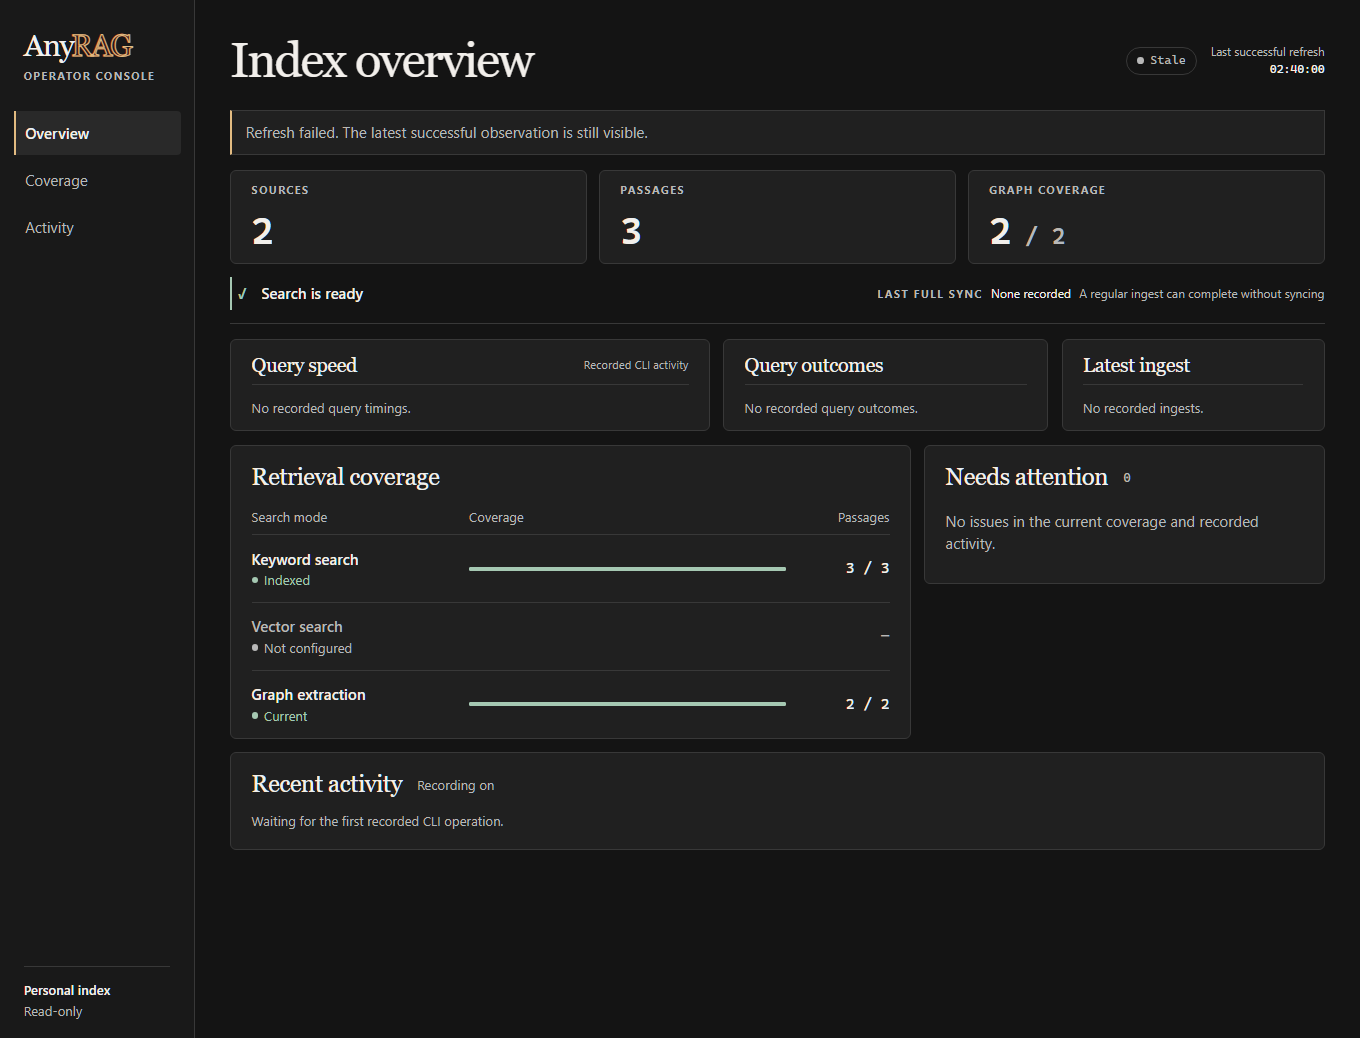 AnyRAG
OPERATOR CONSOLE
Overview
Coverage
Activity
Personal index
Read-only
Index overview
Stale
Last successful refresh
02:40:00
Refresh failed. The latest successful observation is still visible.
SOURCES
2
PASSAGES
3
GRAPH COVERAGE
2 / 2
✓ Search is ready
LAST FULL SYNC None recorded A regular ingest can complete without syncing
Query speed
Recorded CLI activity
No recorded query timings.
Query outcomes
No recorded query outcomes.
Latest ingest
No recorded ingests.
Retrieval coverage
Search mode Coverage Passages
Keyword search
Indexed
3 / 3
Vector search
Not configured
—
Graph extraction
Current
2 / 2
Needs attention 0
No issues in the current coverage and recorded
activity.
Recent activity Recording on
Waiting for the first recorded CLI operation.